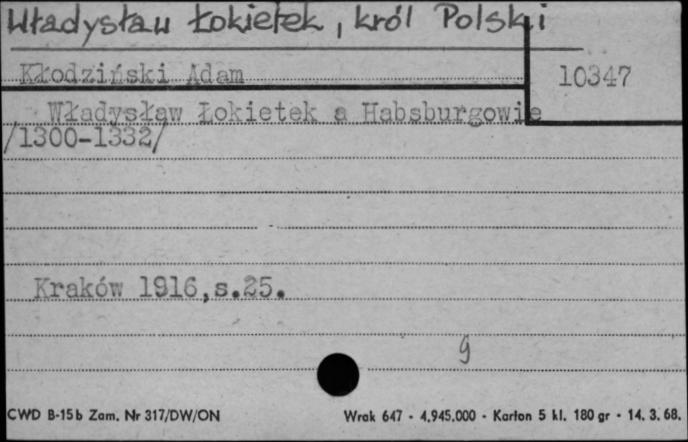 Władysław Łokietek, król Polski
Kłodziński Adam
10347
Władysław Łokietek a Habsburgowie
/1300-1332/
Kraków 1916,s.25.
g
CWD B-15b Zam. Nr 317/DW/ON Wrak 647 - 4.945.000 - Karton 5 kl. 180 gr - 14. 3. 68.